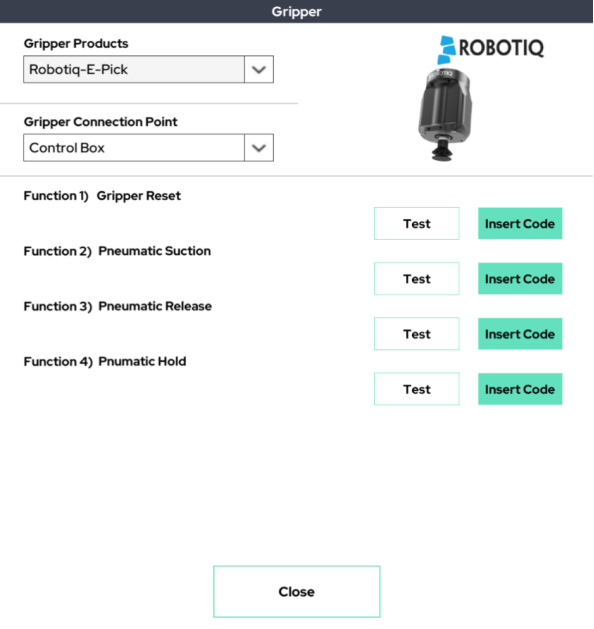 Gripper
Gripper Products
ROBOTIQ
Robotiq-E-Pick
Gripper Connection Point
Control Box
Function 1) Gripper Reset
Test Insert Code
Function 2) Pneumatic Suction
Test Insert Code
Function 3) Pneumatic Release
Test Insert Code
Function 4) Pnumatic Hold
Test Insert Code
Close